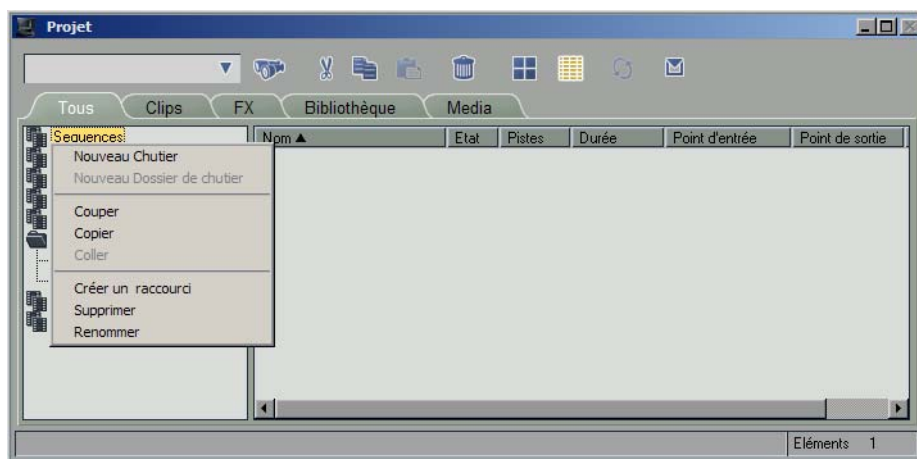 Projet
Tous Clips FX Bibliothèque Media
Sequences
Nom Etat Pistes Durée Point d'entrée Point de sortie
Nouveau Chutier
Nouveau Dossier de chutier
Couper
Copier
Coller
Créer un raccourci
Supprimer
Renommer
Eléments 1